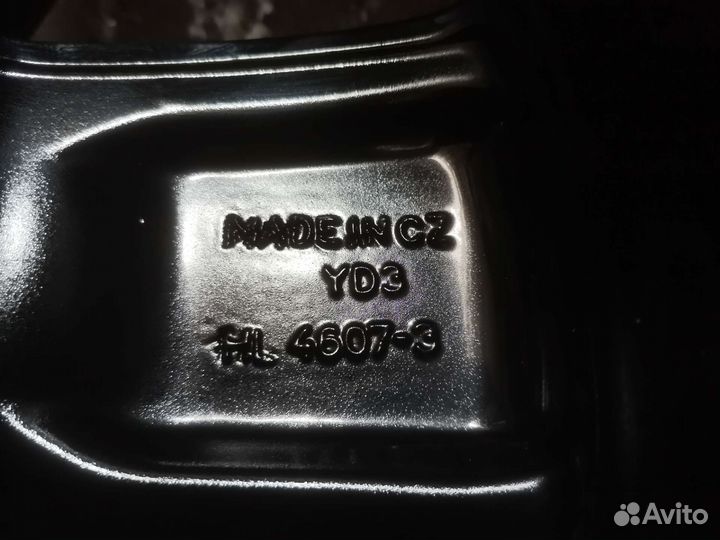 MADE IN CZ
YD3
HL 4607-3
Avito